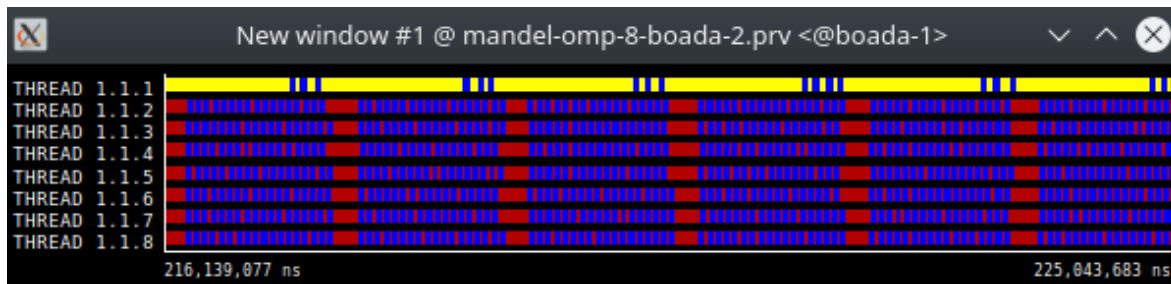 New window #1 @ mandel-omp-8-boada-2.prv <@boada-1>
THREAD 1.1.1
THREAD 1.1.2
THREAD 1.1.3
THREAD 1.1.4
THREAD 1.1.5
THREAD 1.1.6
THREAD 1.1.7
THREAD 1.1.8
216,139,077 ns 225,043,683 ns